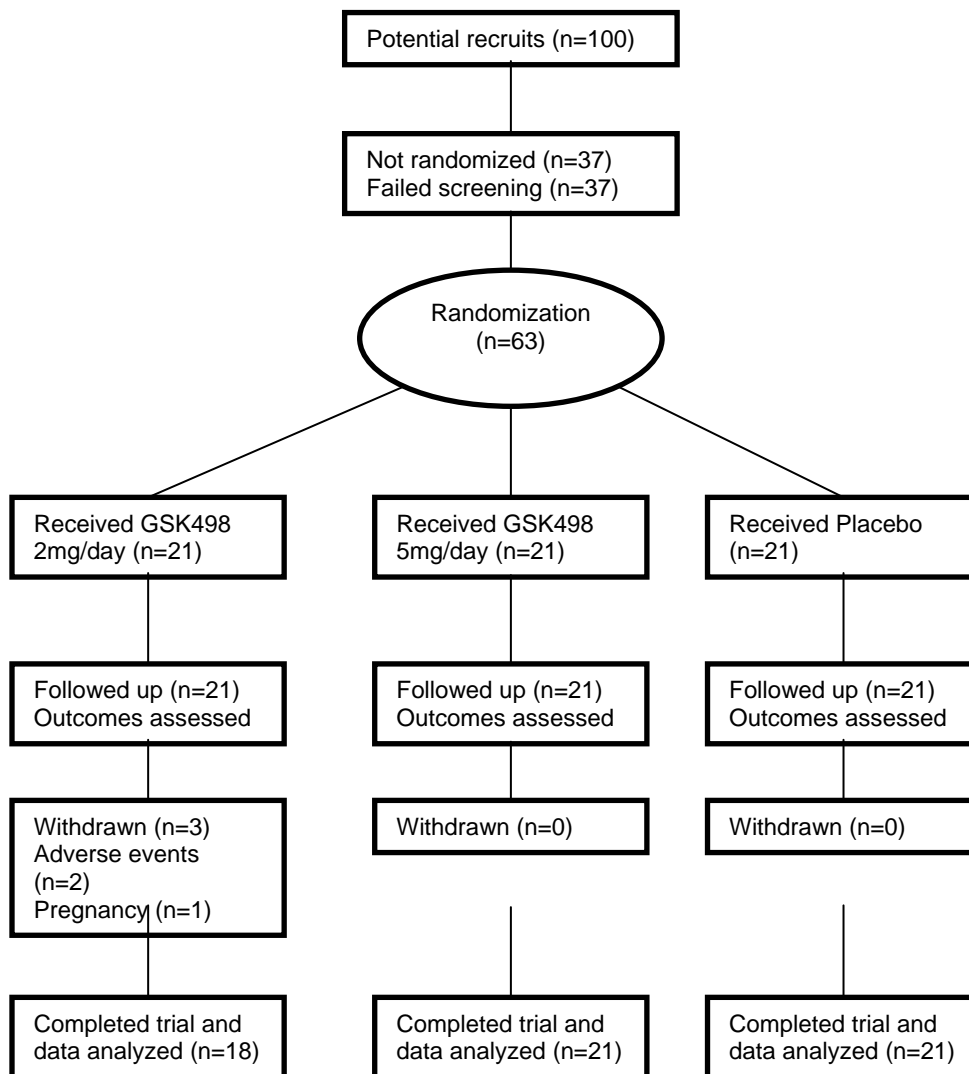 Potential recruits (n=100)
Not randomized (n=37)
Failed screening (n=37)
Randomization
(n=63)
Received GSK498
2mg/day (n=21)
Received GSK498
5mg/day (n=21)
Received Placebo
(n=21)
Followed up (n=21)
Outcomes assessed
Followed up (n=21)
Outcomes assessed
Followed up (n=21)
Outcomes assessed
Withdrawn (n=3)
Adverse events
(n=2)
Pregnancy (n=1)
Withdrawn (n=0)
Withdrawn (n=0)
Completed trial and
data analyzed (n=18)
Completed trial and
data analyzed (n=21)
Completed trial and
data analyzed (n=21)